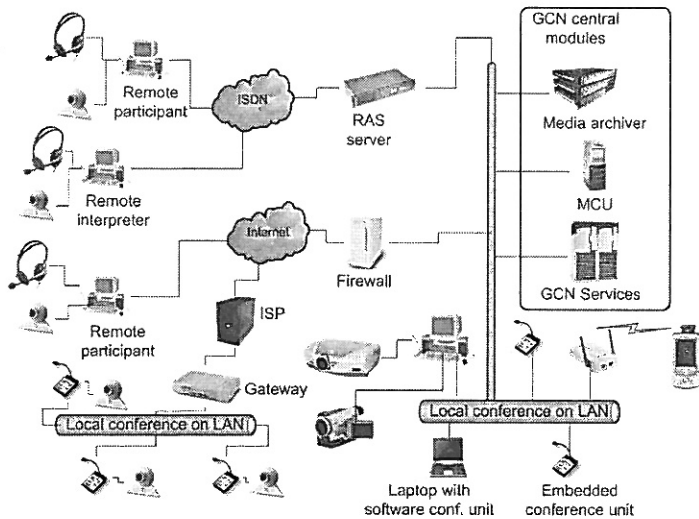 GCN central
modules
Remote
participant
ISDN
RAS
server
Media archiver
Remote
interpreter
MCU
Internet
Firewall
GCN Services
Remote
participant
ISP
Gateway
Local conference on LAN
Local conference on LAN
Laptop with
software conf. unit
Embedded
conference unit